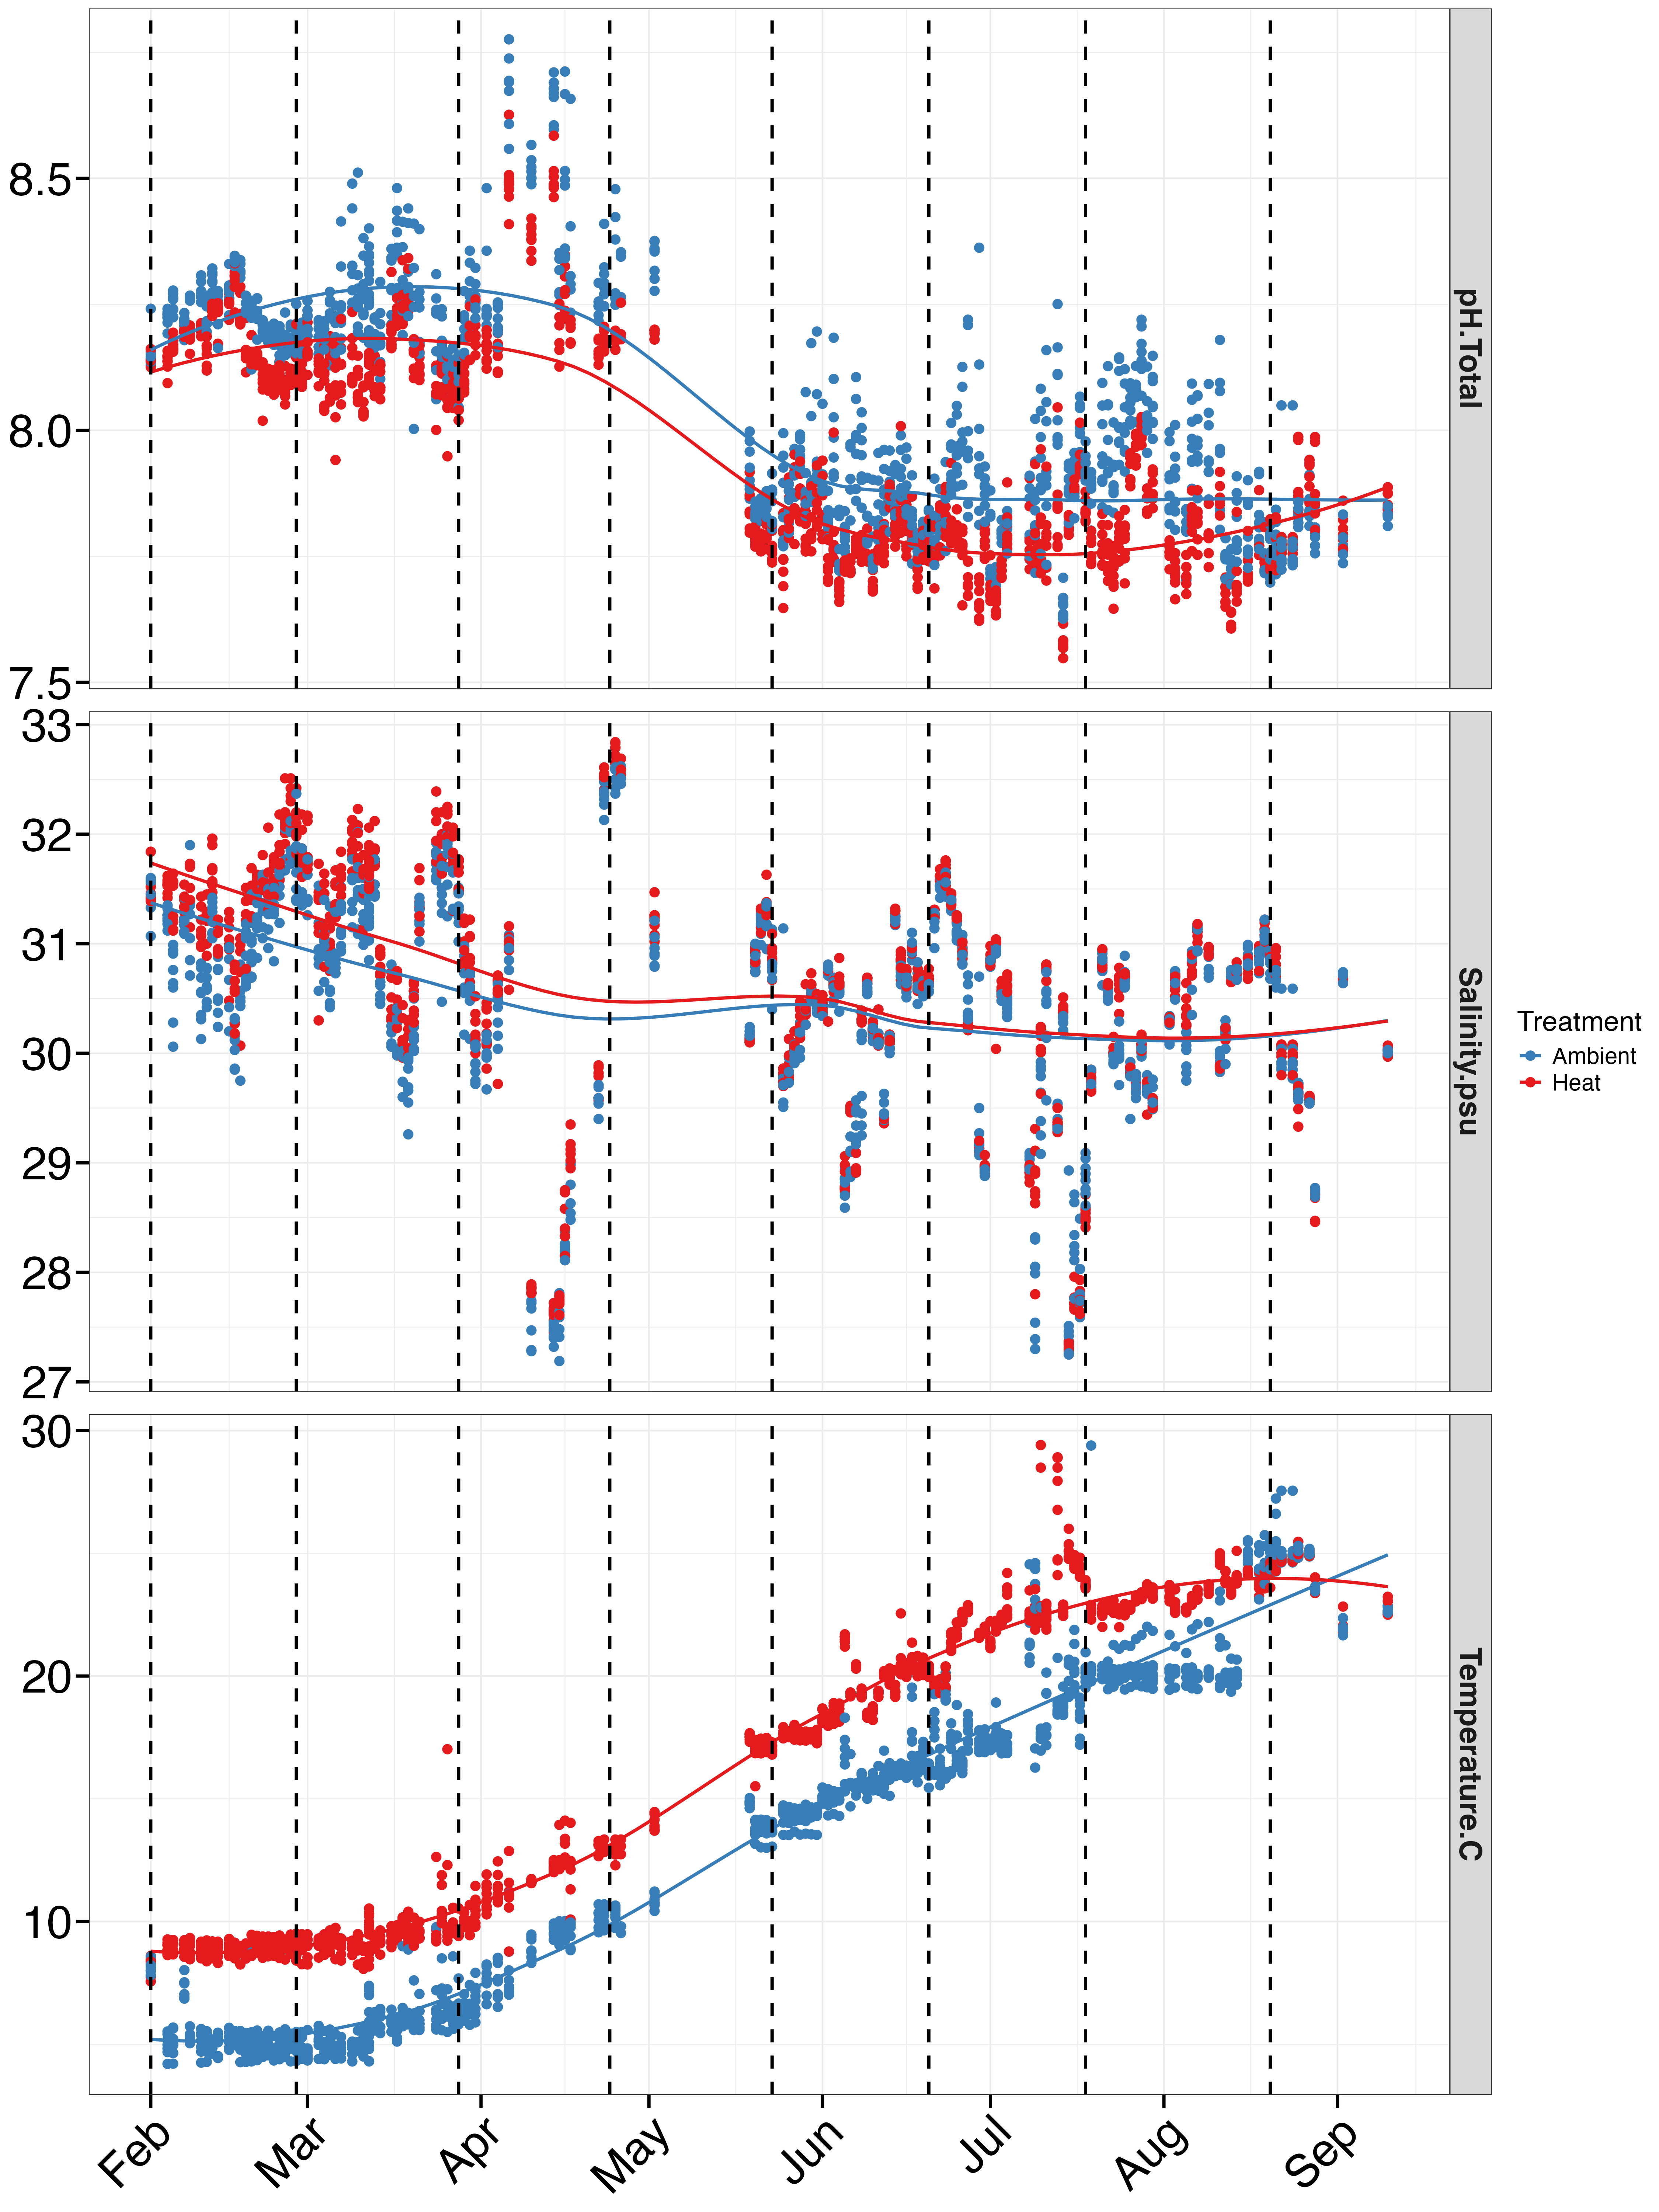 8.5
8.0
7.5
pH.Total
33
32
31
30
29
28
27
Salinity.psu
Treatment
Ambient
Heat
30
20
10
Temperature.C
Feb
Mar
Apr
May
Jun
Jul
Aug
Sep